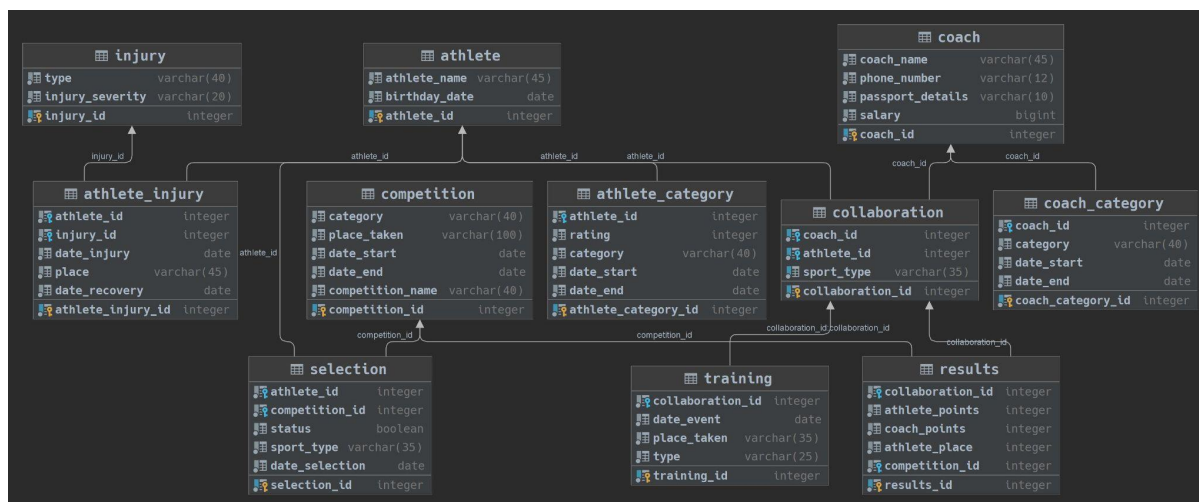 injury
type varchar(40)
injury_severity varchar(20)
injury_id integer
athlete
athlete_name varchar(45)
birthday_date date
athlete_id integer
coach
coach_name varchar(45)
phone_number varchar(12)
passport_details varchar(10)
salary bigint
coach_id integer
injury_id
athlete_id
athlete_id
athlete_id
coach_id
coach_id
athlete_injury
athlete_id integer
injury_id integer
date_injury date
place varchar(45)
date_recovery date
athlete_injury_id integer
athlete_id
competition
category varchar(40)
place_taken varchar(100)
date_start date
date_end date
competition_name varchar(40)
competition_id integer
athlete_category
athlete_id integer
rating integer
category varchar(40)
date_start date
date_end date
athlete_category_id integer
collaboration
coach_id integer
athlete_id integer
sport_type varchar(35)
collaboration_id integer
coach_category
coach_id integer
category varchar(40)
date_start date
date_end date
coach_category_id integer
competition_id
competition_id
collaboration_id
collaboration_id
collaboration_id
selection
athlete_id integer
competition_id integer
status boolean
sport_type varchar(35)
date_selection date
selection_id integer
training
collaboration_id integer
date_event date
place_taken varchar(35)
type varchar(25)
training_id integer
results
collaboration_id integer
athlete_points integer
coach_points integer
athlete_place integer
competition_id integer
results_id integer